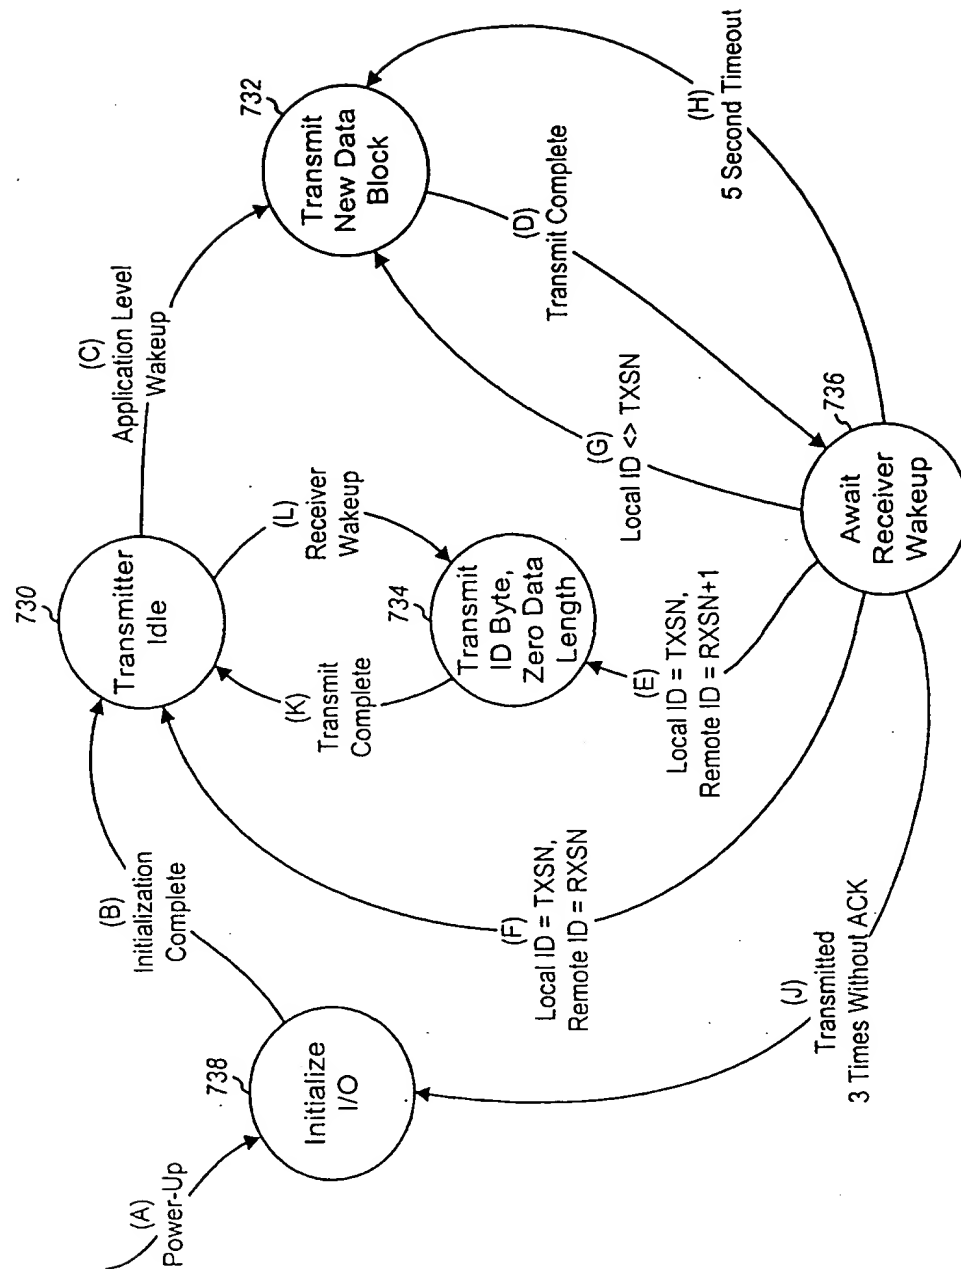 (A)
Power-Up
738
Initialize
I/O
(B)
Initialization
Complete
730
Transmitter
Idle
(C)
Application Level
Wakeup
732
Transmit
New Data
Block
(L)
Receiver
Wakeup
(K)
Transmit
Complete
734
Transmit
ID Byte,
Zero Data
Length
(D)
Transmit Complete
(H)
5 Second Timeout
(G)
Local ID <> TXSN
(E)
Local ID = TXSN,
Remote ID = RXSN+1
(F)
Local ID = TXSN,
Remote ID = RXSN
736
Await
Receiver
Wakeup
(J)
Transmitted
3 Times Without ACK